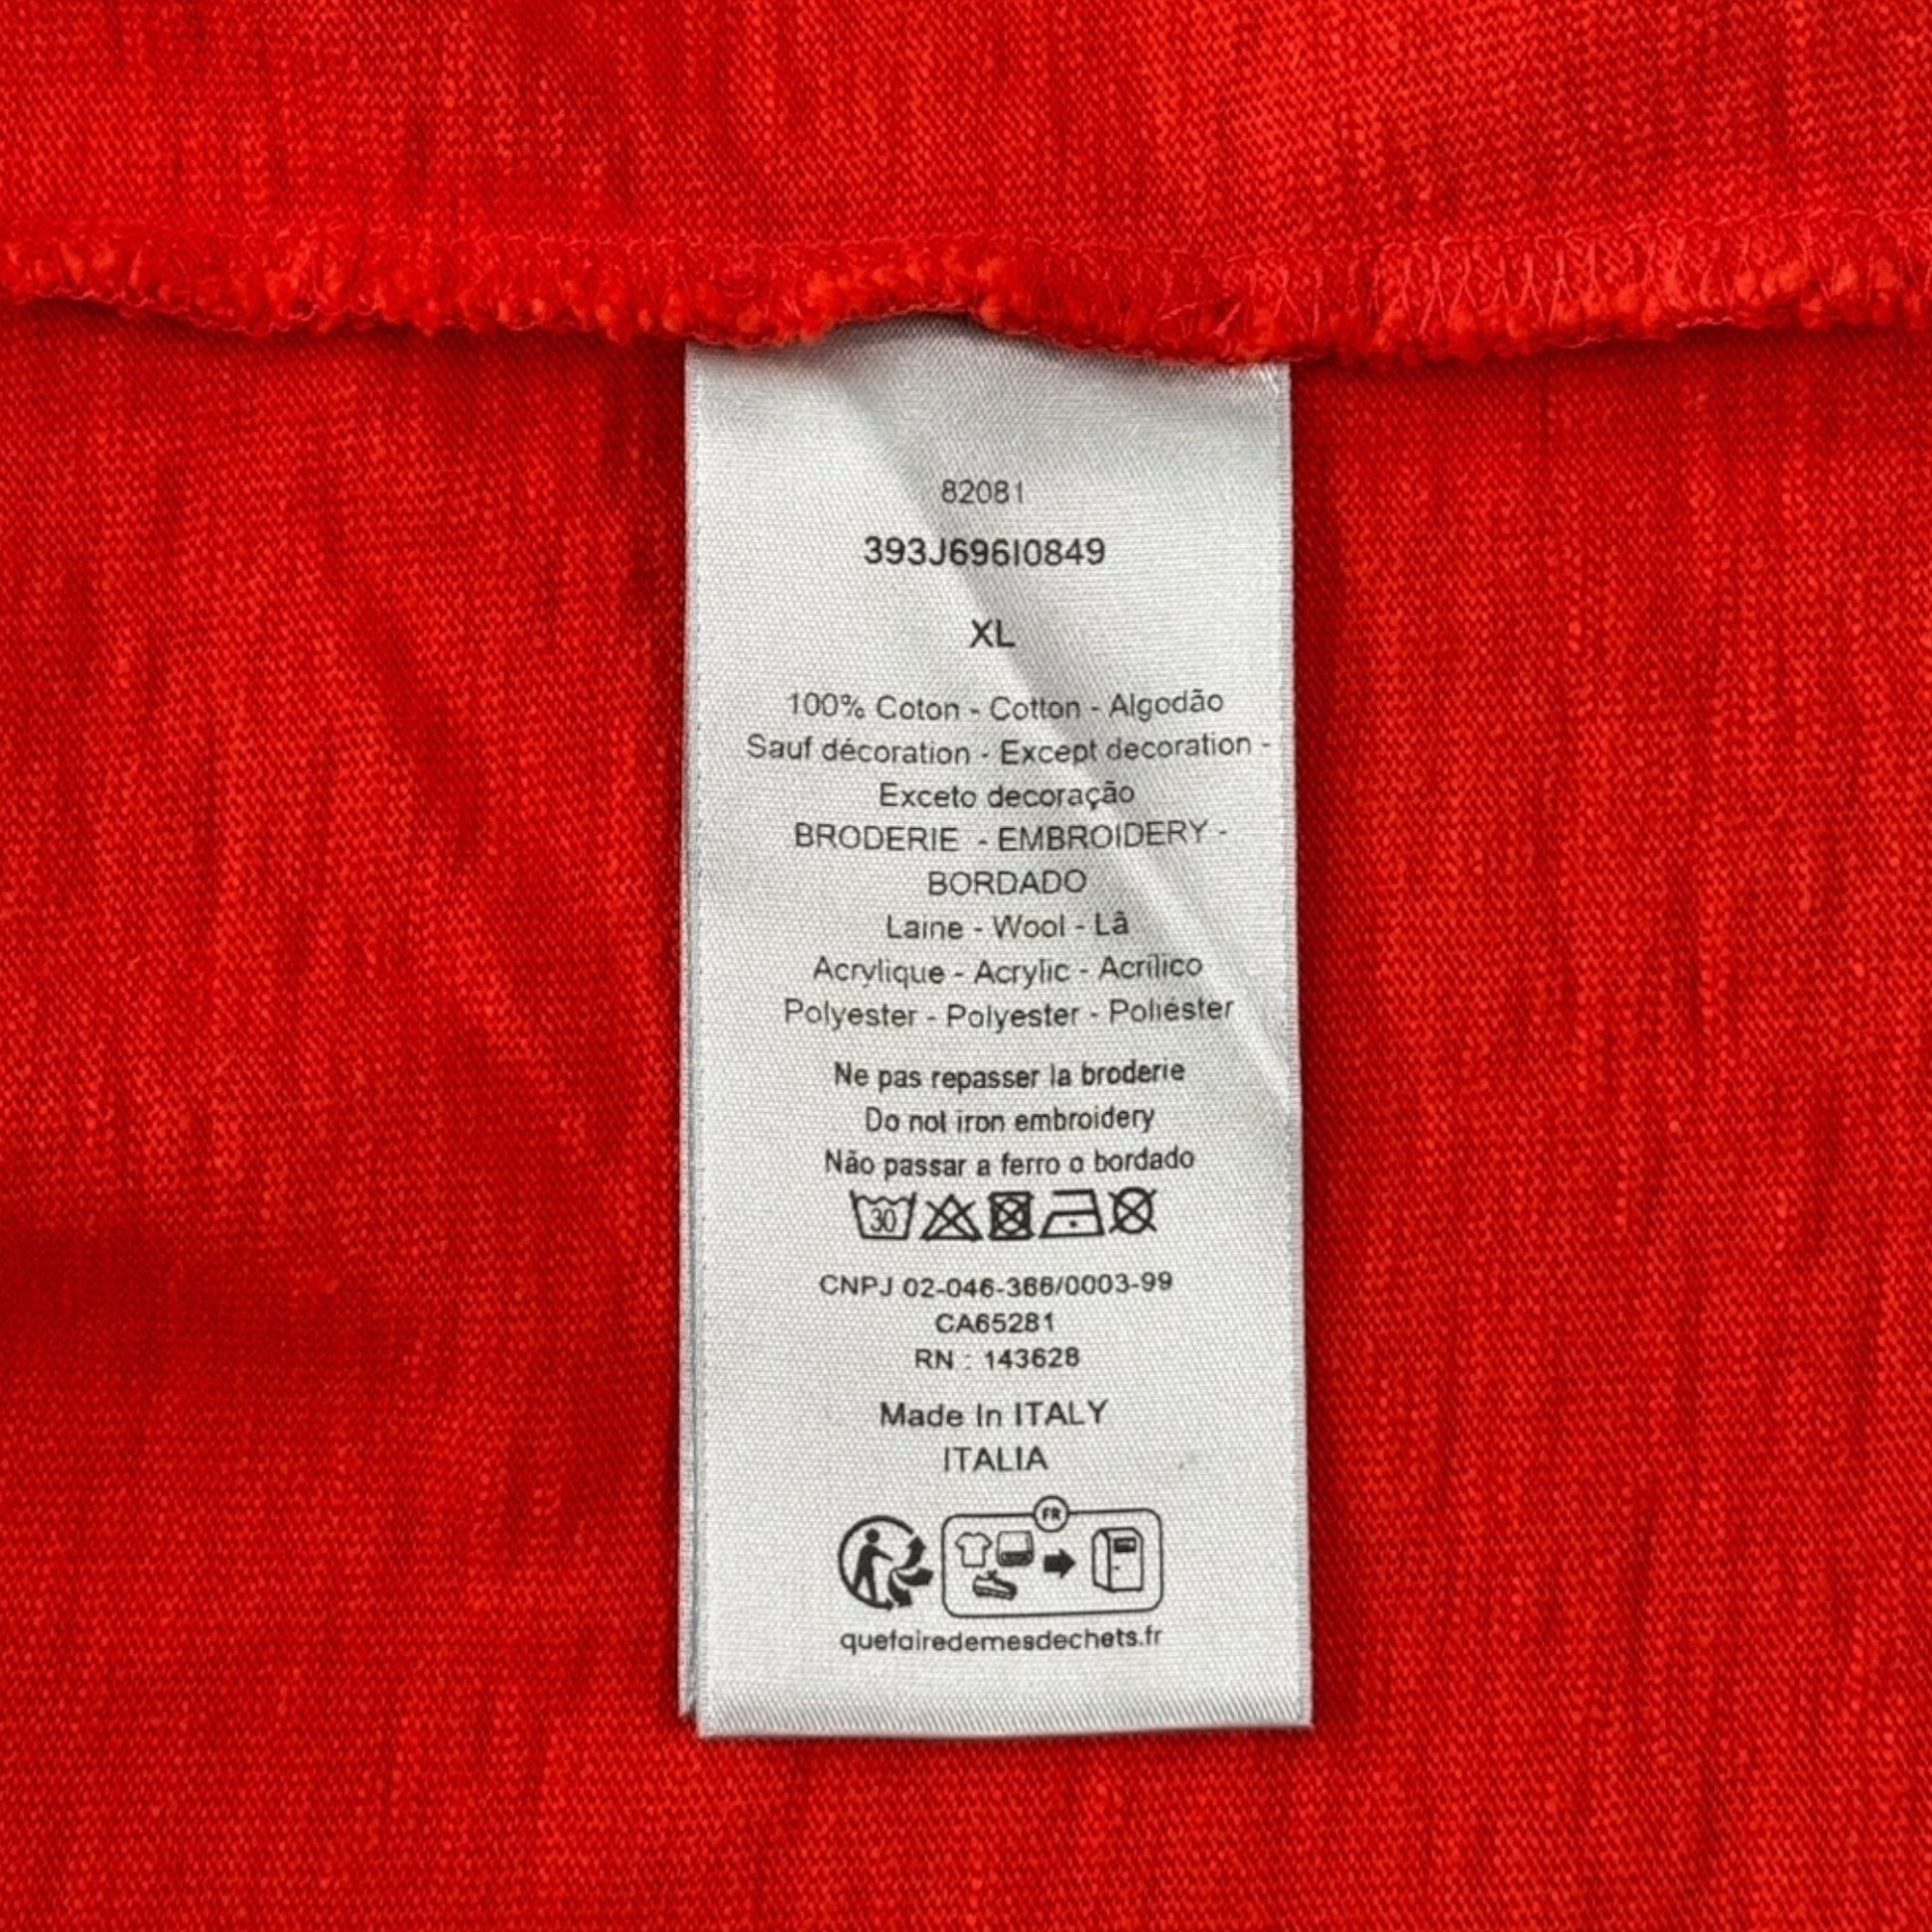 82081
393J696I0849
XL
100% Coton - Cotton - Algodão
Sauf décoration - Except decoration -
Exceto decoração
BRODERIE - EMBROIDERY -
BORDADO
Laine - Wool - Lã
Acrylique - Acrylic - Acrílico
Polyester - Polyester - Poliéster
Ne pas repasser la broderie
Do not iron embroidery
Não passar a ferro o bordado
30
CNPJ 02-046-366/0003-99
CA65281
RN : 143628
Made In ITALY
ITALIA
FR
quefairedemesdechets.fr